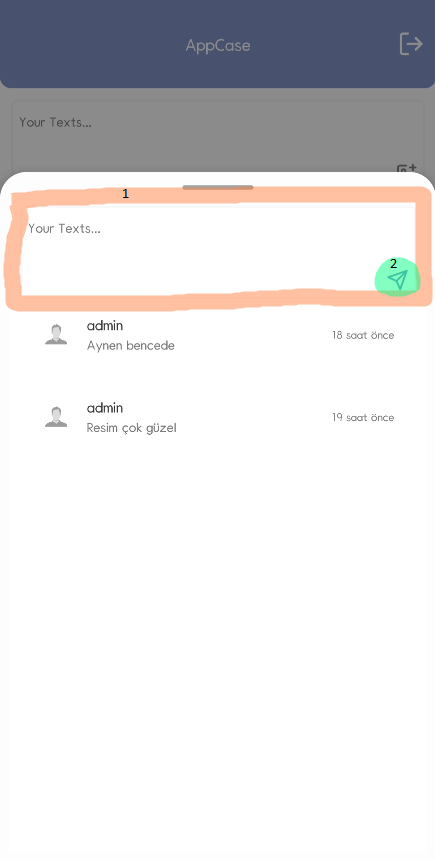 AppCase
Your Texts...
1
Your Texts...
2
admin
18 saat önce
Aynen bencede
admin
19 saat önce
Resim çok güzel